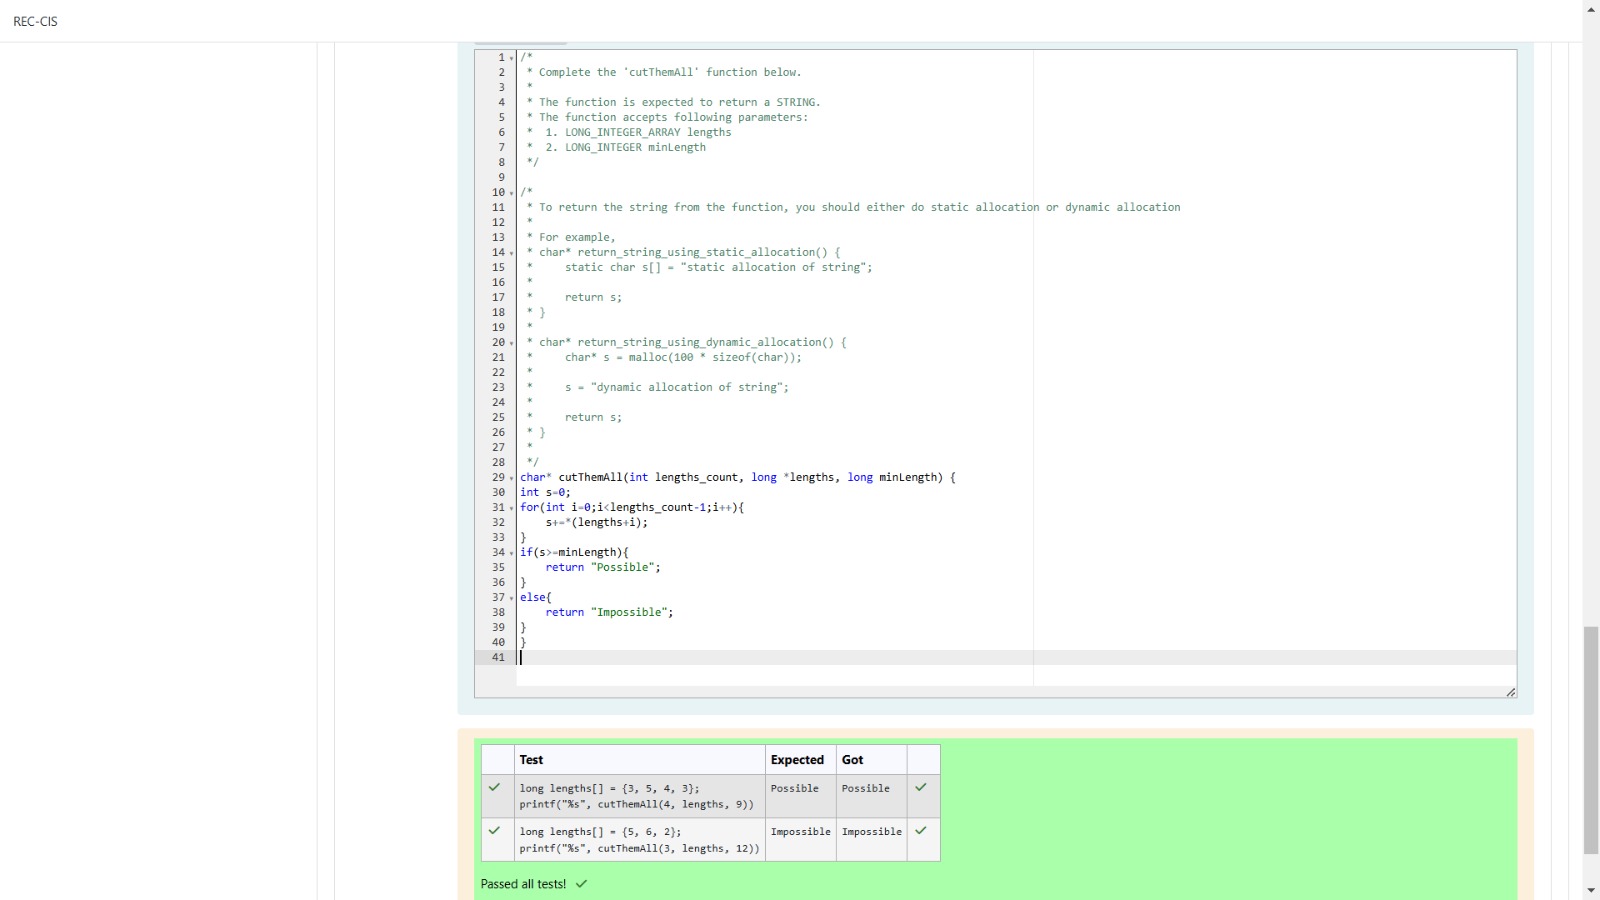 REC-CIS
1 /*
2  * Complete the 'cutThemAll' function below.
3  *
4  * The function is expected to return a STRING.
5  * The function accepts following parameters:
6  *  1. LONG_INTEGER_ARRAY lengths
7  *  2. LONG_INTEGER minLength
8  */
9
10 /*
11  * To return the string from the function, you should either do static allocation or dynamic allocation
12  *
13  * For example,
14  * char* return_string_using_static_allocation() {
15  *     static char s[] = "static allocation of string";
16  *
17  *     return s;
18  * }
19  *
20  * char* return_string_using_dynamic_allocation() {
21  *     char* s = malloc(100 * sizeof(char));
22  *
23  *     s = "dynamic allocation of string";
24  *
25  *     return s;
26  * }
27  *
28  */
29 char* cutThemAll(int lengths_count, long *lengths, long minLength) {
30 int s=0;
31 for(int i=0;i<lengths_count-1;i++){
32     s+=*(lengths+i);
33 }
34 if(s>=minLength){
35     return "Possible";
36 }
37 else{
38     return "Impossible";
39 }
40 }
41
Test Expected Got
long lengths[] = {3, 5, 4, 3}; Possible Possible
printf("%s", cutThemAll(4, lengths, 9))
long lengths[] = {5, 6, 2}; Impossible Impossible
printf("%s", cutThemAll(3, lengths, 12))
Passed all tests!